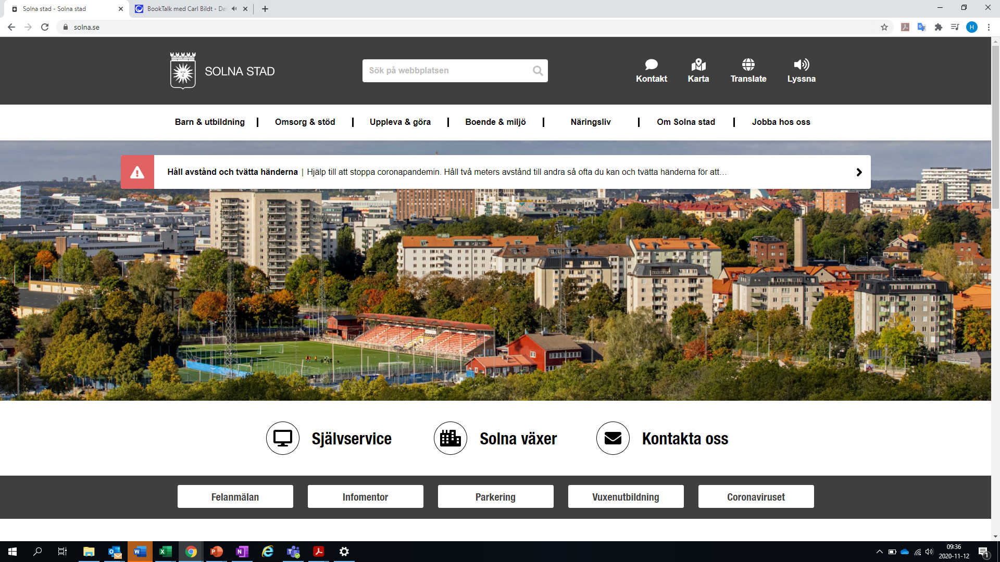 Solna stad - Solna stad
BookTalk med Carl Bildt - De
solna.se
H
SOLNA STAD
Sök på webbplatsen
Kontakt
Karta
Translate
Lyssna
Barn & utbildning
Omsorg & stöd
Uppleva & göra
Boende & miljö
Näringsliv
Om Solna stad
Jobba hos oss
Håll avstånd och tvätta händerna | Hjälp till att stoppa coronapandemin. Håll två meters avstånd till andra så ofta du kan och tvätta händerna för att...
Självservice
Solna växer
Kontakta oss
Felanmälan
Infomentor
Parkering
Vuxenutbildning
Coronaviruset
09:36
2020-11-12
1